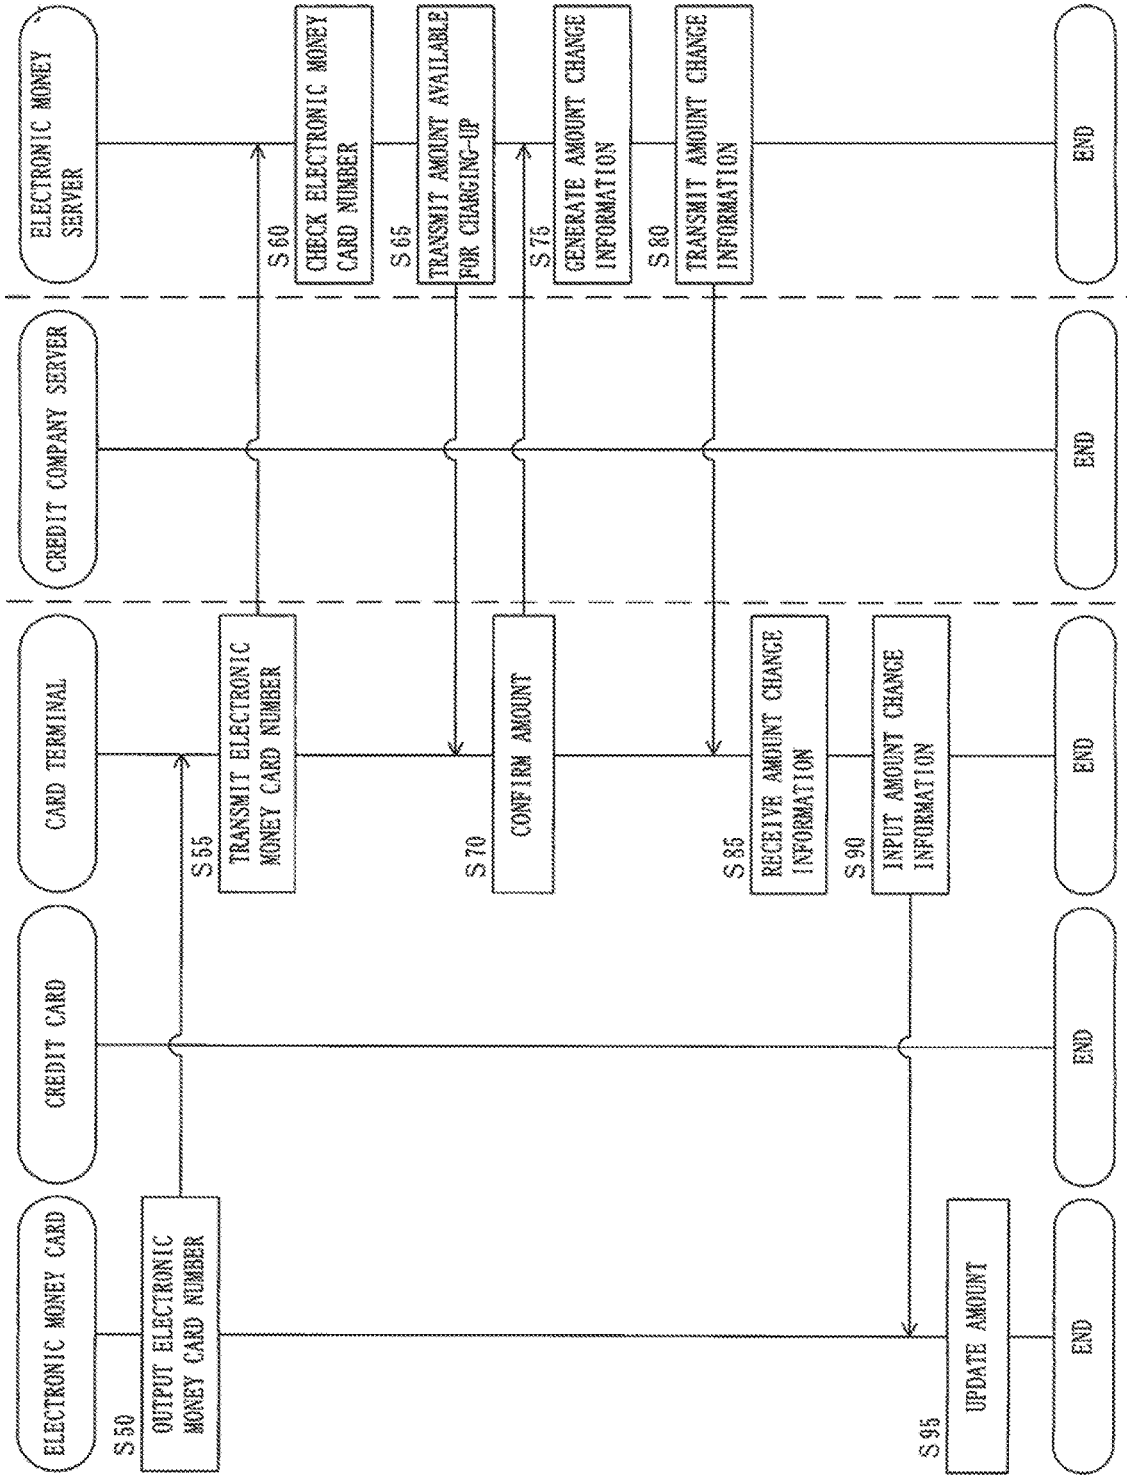 ELECTRONIC MONEY CARD
CREDIT CARD
CARD TERMINAL
CREDIT COMPANY SERVER
ELECTRONIC MONEY
SERVER
S50
OUTPUT ELECTRONIC
MONEY CARD NUMBER
S55
TRANSMIT ELECTRONIC
MONEY CARD NUMBER
S60
CHECK ELECTRONIC MONEY
CARD NUMBER
S65
TRANSMIT AMOUNT AVAILABLE
FOR CHARGING-UP
S70
CONFIRM AMOUNT
S75
GENERATE AMOUNT CHANGE
INFORMATION
S80
TRANSMIT AMOUNT CHANGE
INFORMATION
S85
RECEIVE AMOUNT CHANGE
INFORMATION
S90
INPUT AMOUNT CHANGE
INFORMATION
S95
UPDATE AMOUNT
END
END
END
END
END